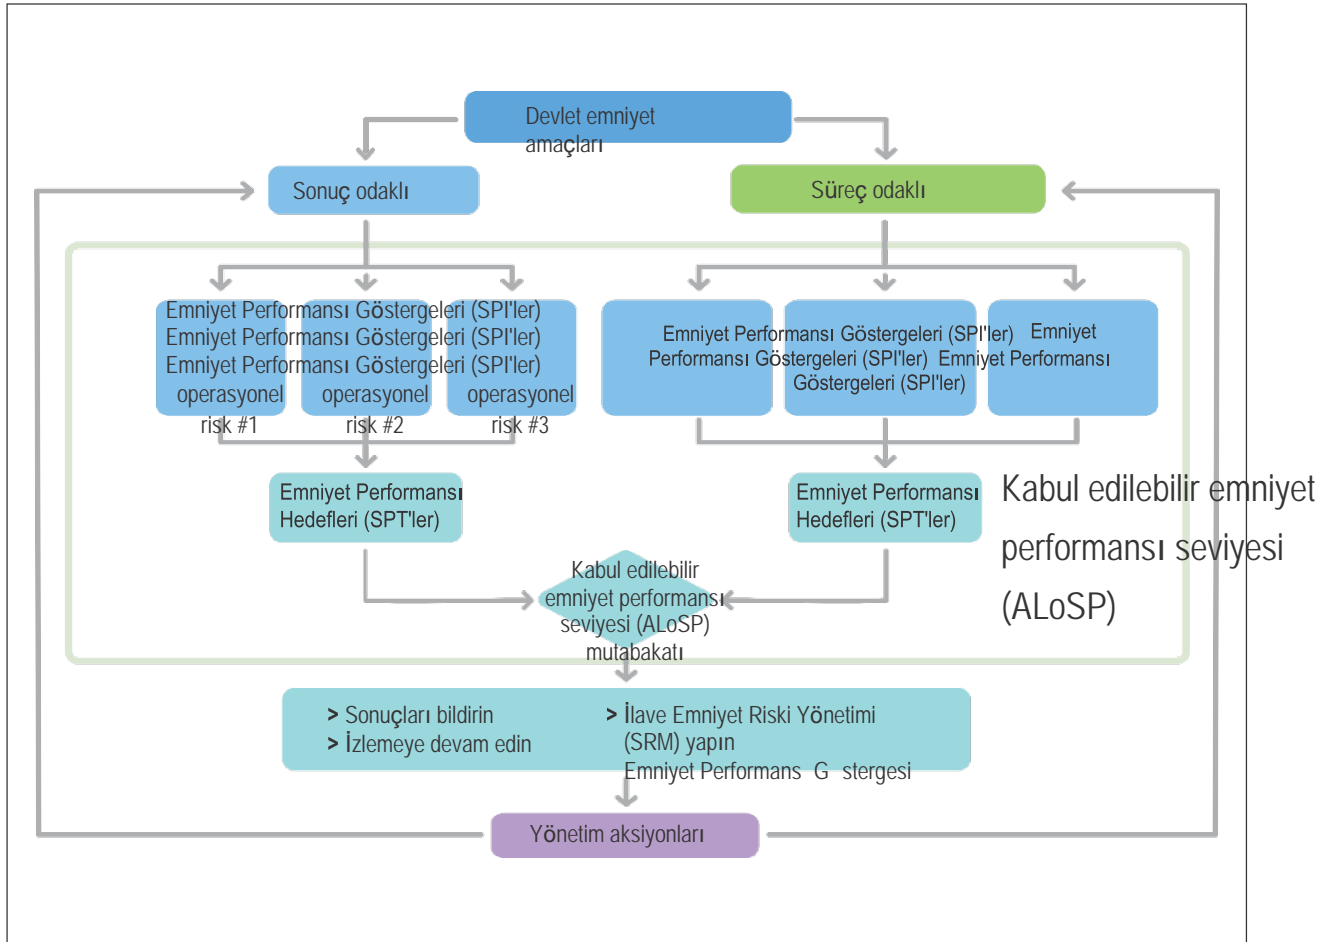 Devlet emniyet
amaçları
Sonuç odaklı
Süreç odaklı
Emniyet Performansı Göstergeleri (SPI'ler)
Emniyet Performansı Göstergeleri (SPI'ler)
Emniyet Performansı Göstergeleri (SPI'ler)
operasyonel operasyonel operasyonel
risk #1 risk #2 risk #3
Emniyet Performansı Göstergeleri (SPI'ler) Emniyet
Performansı Göstergeleri (SPI'ler) Emniyet Performansı
Göstergeleri (SPI'ler)
Emniyet Performansı
Hedefleri (SPT'ler)
Emniyet Performansı
Hedefleri (SPT'ler)
Kabul edilebilir emniyet
performansı seviyesi
(ALoSP)
Kabul edilebilir
emniyet performansı
seviyesi (ALoSP)
mutabakatı
> Sonuçları bildirin
> İzlemeye devam edin
> İlave Emniyet Riski Yönetimi
(SRM) yapın
Emniyet Performans G stergesi
Yönetim aksiyonları